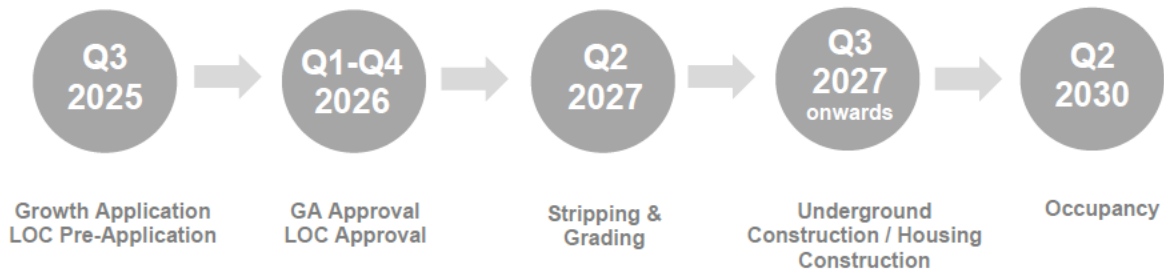 Q3
2025
Q1-Q4
2026
Q2
2027
Q3
2027
onwards
Q2
2030
Growth Application
LOC Pre-Application
GA Approval
LOC Approval
Stripping &
Grading
Underground
Construction / Housing
Construction
Occupancy